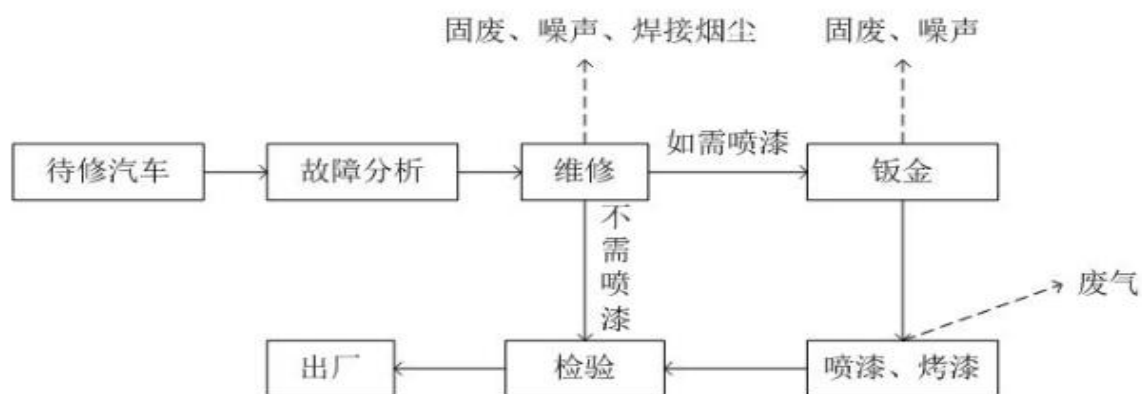 固废、噪声、焊接烟尘
固废、噪声
待修汽车
故障分析
维修
如需喷漆
钣金
不需喷漆
废气
出厂
检验
喷漆、烤漆